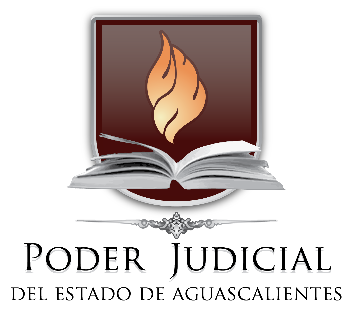 PODER JUDICIAL
DEL ESTADO DE AGUASCALIENTES